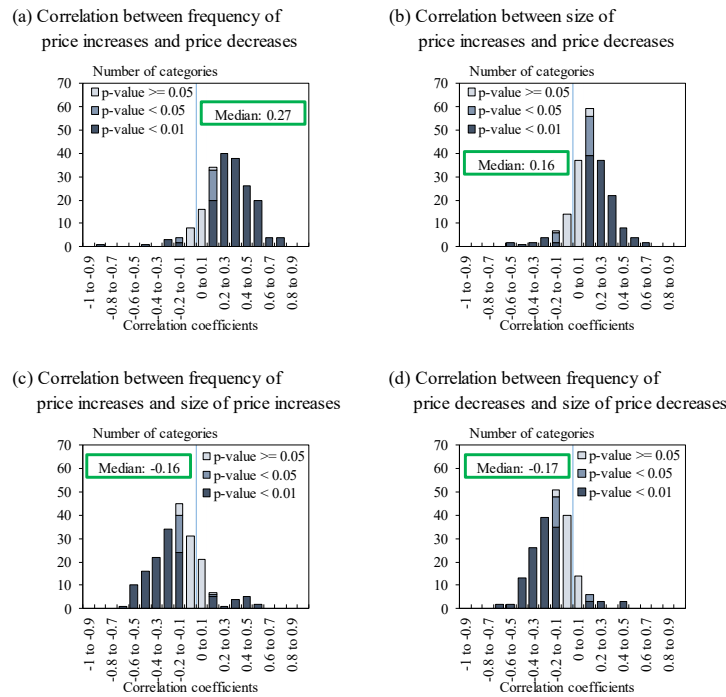 (a) Correlation between frequency of
price increases and price decreases
Number of categories
70
60
50
40
30
20
10
0
p-value >= 0.05
p-value < 0.05
p-value < 0.01
Median: 0.27
-1 to -0.9
-0.8 to -0.7
-0.6 to -0.5
-0.4 to -0.3
-0.2 to -0.1
0 to 0.1
0.2 to 0.3
0.4 to 0.5
0.6 to 0.7
0.8 to 0.9
Correlation coefficients
(b) Correlation between size of
price increases and price decreases
Number of categories
70
60
50
40
30
20
10
0
p-value >= 0.05
p-value < 0.05
p-value < 0.01
Median: 0.16
-1 to -0.9
-0.8 to -0.7
-0.6 to -0.5
-0.4 to -0.3
-0.2 to -0.1
0 to 0.1
0.2 to 0.3
0.4 to 0.5
0.6 to 0.7
0.8 to 0.9
Correlation coefficients
(c) Correlation between frequency of
price increases and size of price increases
Number of categories
70
60
50
40
30
20
10
0
Median: -0.16
p-value >= 0.05
p-value < 0.05
p-value < 0.01
-1 to -0.9
-0.8 to -0.7
-0.6 to -0.5
-0.4 to -0.3
-0.2 to -0.1
0 to 0.1
0.2 to 0.3
0.4 to 0.5
0.6 to 0.7
0.8 to 0.9
Correlation coefficients
(d) Correlation between frequency of
price decreases and size of price decreases
Number of categories
70
60
50
40
30
20
10
0
Median: -0.17
p-value >= 0.05
p-value < 0.05
p-value < 0.01
-1 to -0.9
-0.8 to -0.7
-0.6 to -0.5
-0.4 to -0.3
-0.2 to -0.1
0 to 0.1
0.2 to 0.3
0.4 to 0.5
0.6 to 0.7
0.8 to 0.9
Correlation coefficients